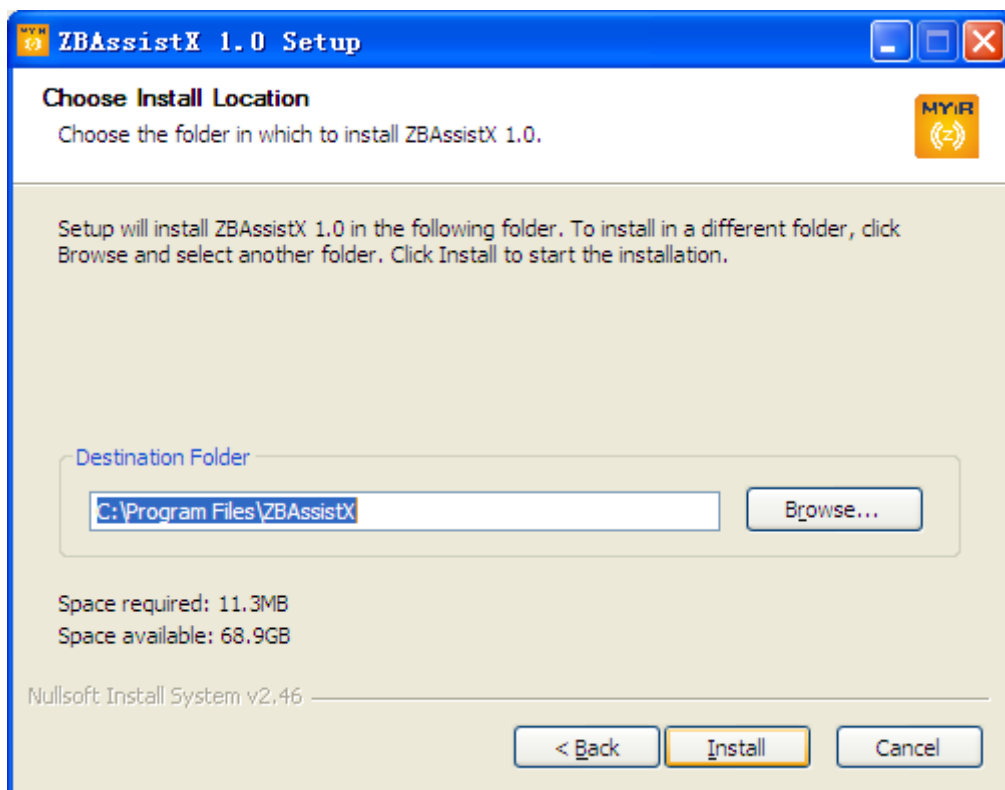 ZBAssistX 1.0 Setup
Choose Install Location
Choose the folder in which to install ZBAssistX 1.0.
MYiR
Z
Setup will install ZBAssistX 1.0 in the following folder. To install in a different folder, click
Browse and select another folder. Click Install to start the installation.
Destination Folder
C:\Program Files\ZBAssistX
Browse...
Space required: 11.3MB
Space available: 68.9GB
Nullsoft Install System v2.46
< Back
Install
Cancel